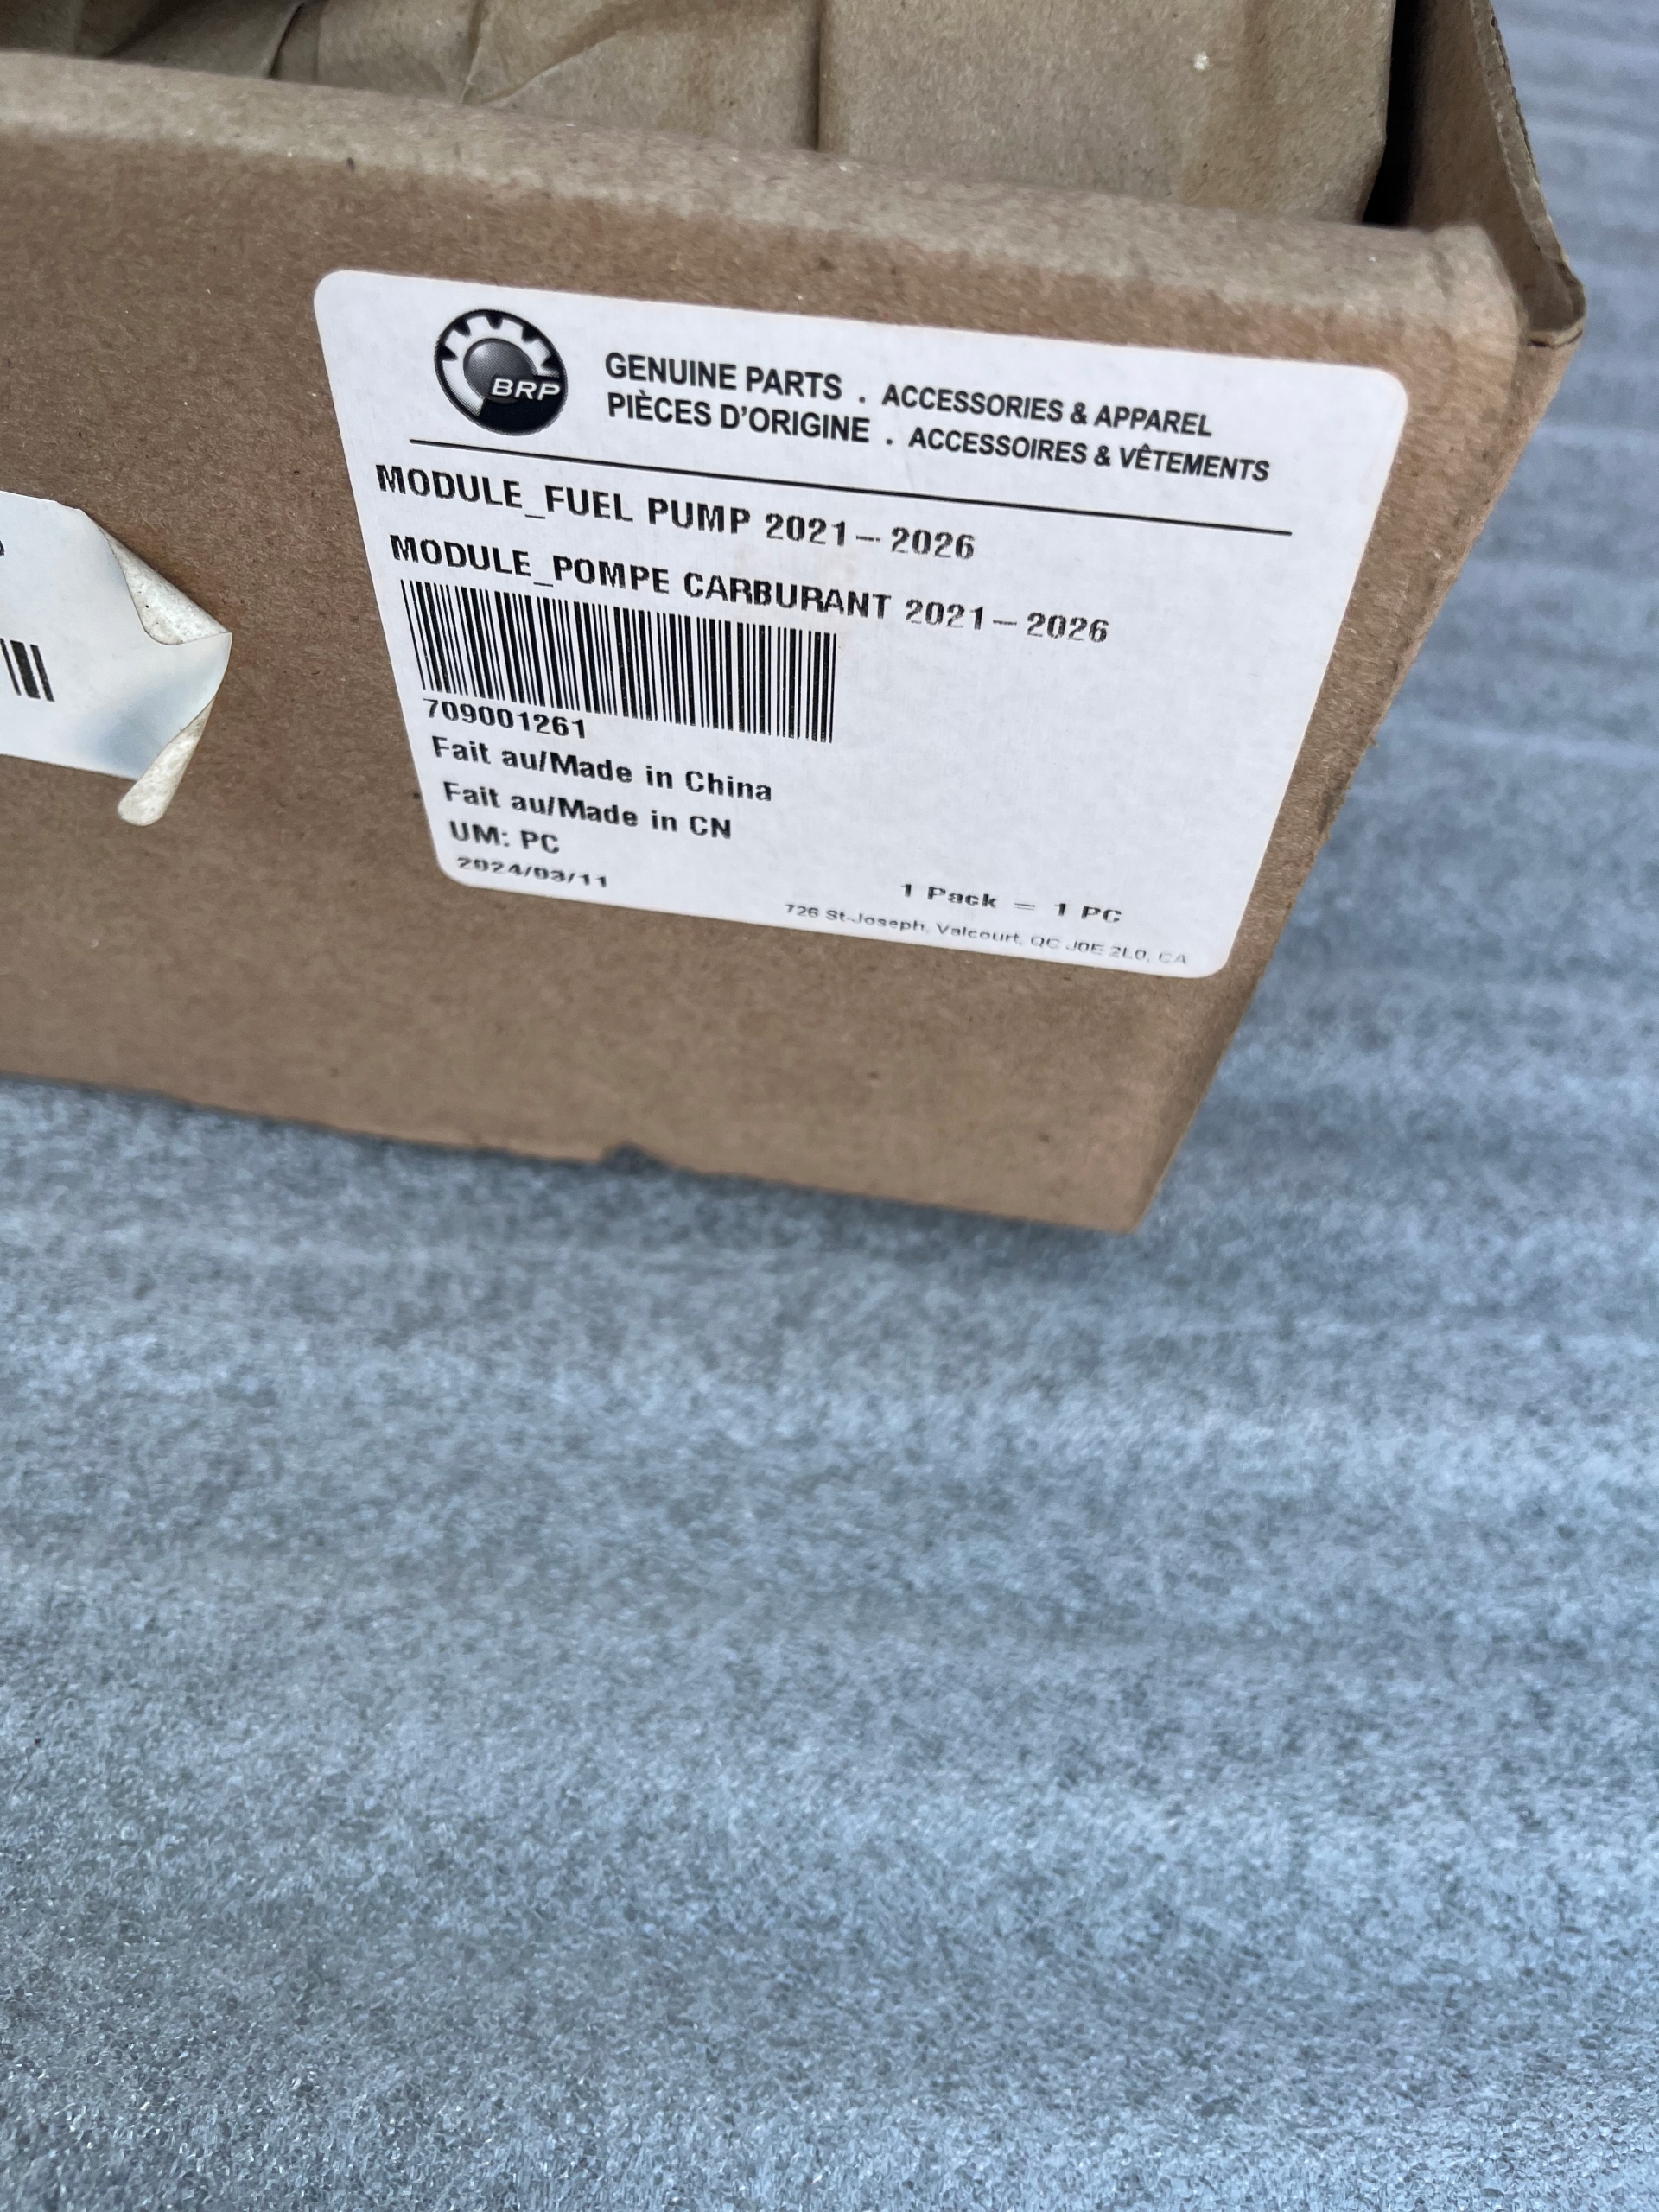 BRP
GENUINE PARTS . ACCESSORIES & APPAREL
PIÈCES D'ORIGINE . ACCESSOIRES & VÊTEMENTS
MODULE_FUEL PUMP 2021-2026
MODULE_POMPE CARBURANT 2021-2026
709001261
Fait au/Made in China
Fait au/Made in CN
UM: PC
2024/03/11
1 Pack = 1 PC
726 St-Joseph, Valcourt, QC J0E 2L0, CA